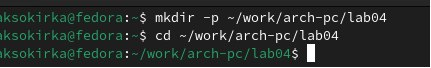 aksokirka@fedora:~$ mkdir -p ~/work/arch-pc/lab04
aksokirka@fedora:~$ cd ~/work/arch-pc/lab04
aksokirka@fedora:~/work/arch-pc/lab04$